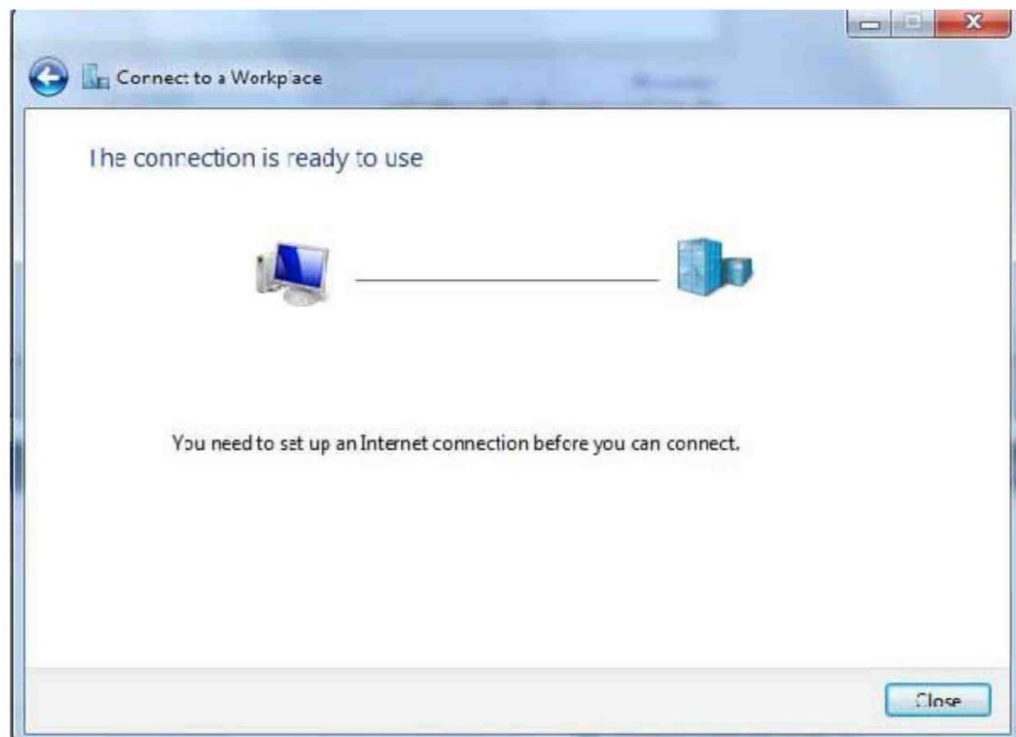 Connect to a Workplace
The connection is ready to use
You need to set up an Internet connection before you can connect.
Close